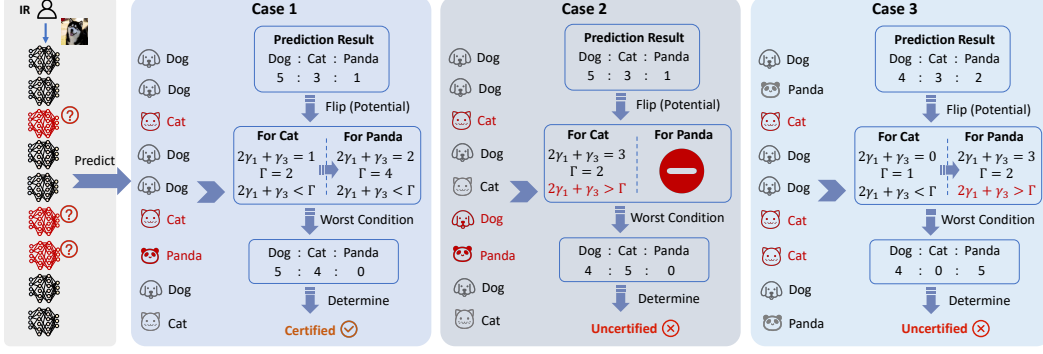 IR
?
?
?
Predict
Case 1
Dog
Dog
Cat
Dog
Dog
Cat
Panda
Dog
Cat
Prediction Result
Dog : Cat : Panda
5 : 3 : 1
Flip (Potential)
For Cat
2γ₁ + γ₃ = 1
Γ = 2
2γ₁ + γ₃ < Γ
For Panda
2γ₁ + γ₃ = 2
Γ = 4
2γ₁ + γ₃ < Γ
Worst Condition
Dog : Cat : Panda
5 : 4 : 0
Determine
Certified
Case 2
Dog
Dog
Cat
Dog
Cat
Dog
Panda
Dog
Cat
Prediction Result
Dog : Cat : Panda
5 : 3 : 1
Flip (Potential)
For Cat
2γ₁ + γ₃ = 3
Γ = 2
2γ₁ + γ₃ > Γ
For Panda
Worst Condition
Dog : Cat : Panda
4 : 5 : 0
Determine
Uncertified
Case 3
Dog
Panda
Cat
Dog
Dog
Cat
Cat
Dog
Panda
Prediction Result
Dog : Cat : Panda
4 : 3 : 2
Flip (Potential)
For Cat
2γ₁ + γ₃ = 0
Γ = 1
2γ₁ + γ₃ < Γ
For Panda
2γ₁ + γ₃ = 3
Γ = 2
2γ₁ + γ₃ > Γ
Worst Condition
Dog : Cat : Panda
4 : 0 : 5
Determine
Uncertified